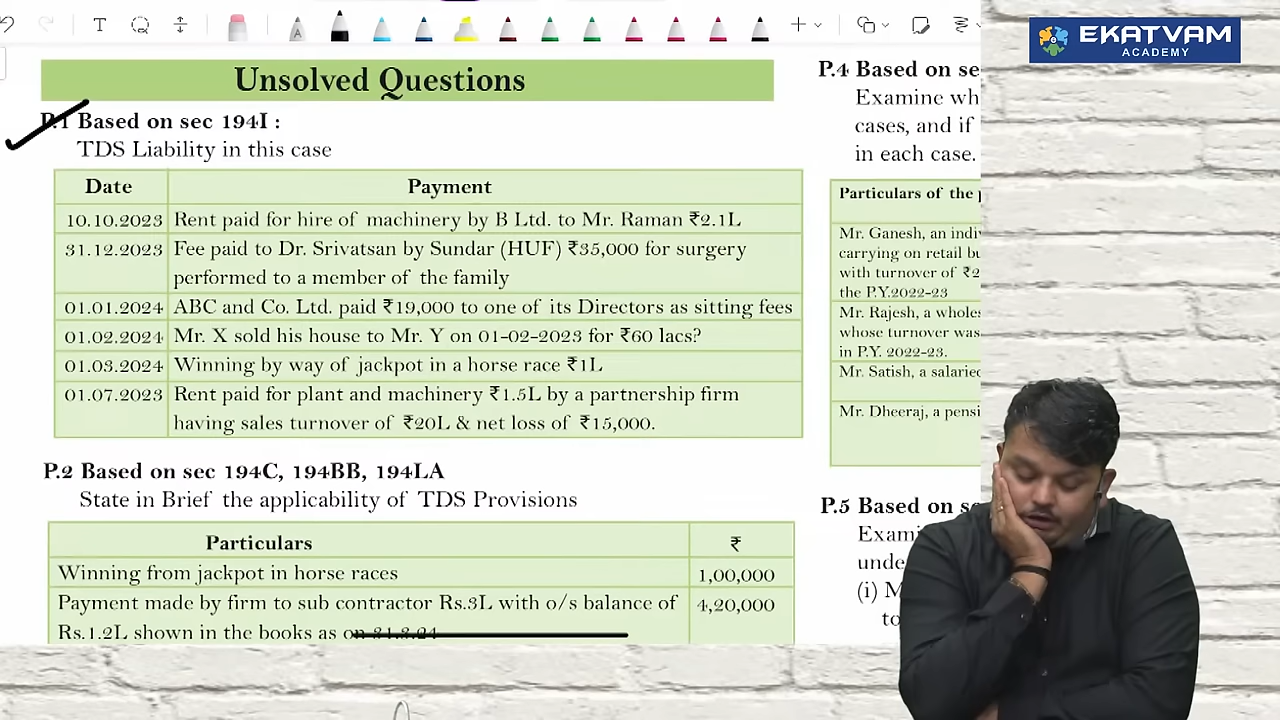 EKATVAM
ACADEMY
Unsolved Questions
P.1 Based on sec 194I :
TDS Liability in this case
Date Payment
10.10.2023 Rent paid for hire of machinery by B Ltd. to Mr. Raman ₹2.1L
31.12.2023 Fee paid to Dr. Srivatsan by Sundar (HUF) ₹35,000 for surgery
performed to a member of the family
01.01.2024 ABC and Co. Ltd. paid ₹19,000 to one of its Directors as sitting fees
01.02.2024 Mr. X sold his house to Mr. Y on 01-02-2023 for ₹60 lacs?
01.03.2024 Winning by way of jackpot in a horse race ₹1L
01.07.2023 Rent paid for plant and machinery ₹1.5L by a partnership firm
having sales turnover of ₹20L & net loss of ₹15,000.
P.2 Based on sec 194C, 194BB, 194LA
State in Brief the applicability of TDS Provisions
Particulars ₹
Winning from jackpot in horse races 1,00,000
Payment made by firm to sub contractor Rs.3L with o/s balance of 4,20,000
Rs.1.2L shown in the books as on 31.3.24
P.4 Based on se
Examine wh
cases, and if
in each case.
Particulars of the
Mr. Ganesh, an indi
carrying on retail bu
with turnover of ₹2
the P.Y.2022-23
Mr. Rajesh, a whole
whose turnover was
in P.Y. 2022-23.
Mr. Satish, a salaried
Mr. Dheeraj, a pensi
P.5 Based on se
Exami
unde
(i) M
to